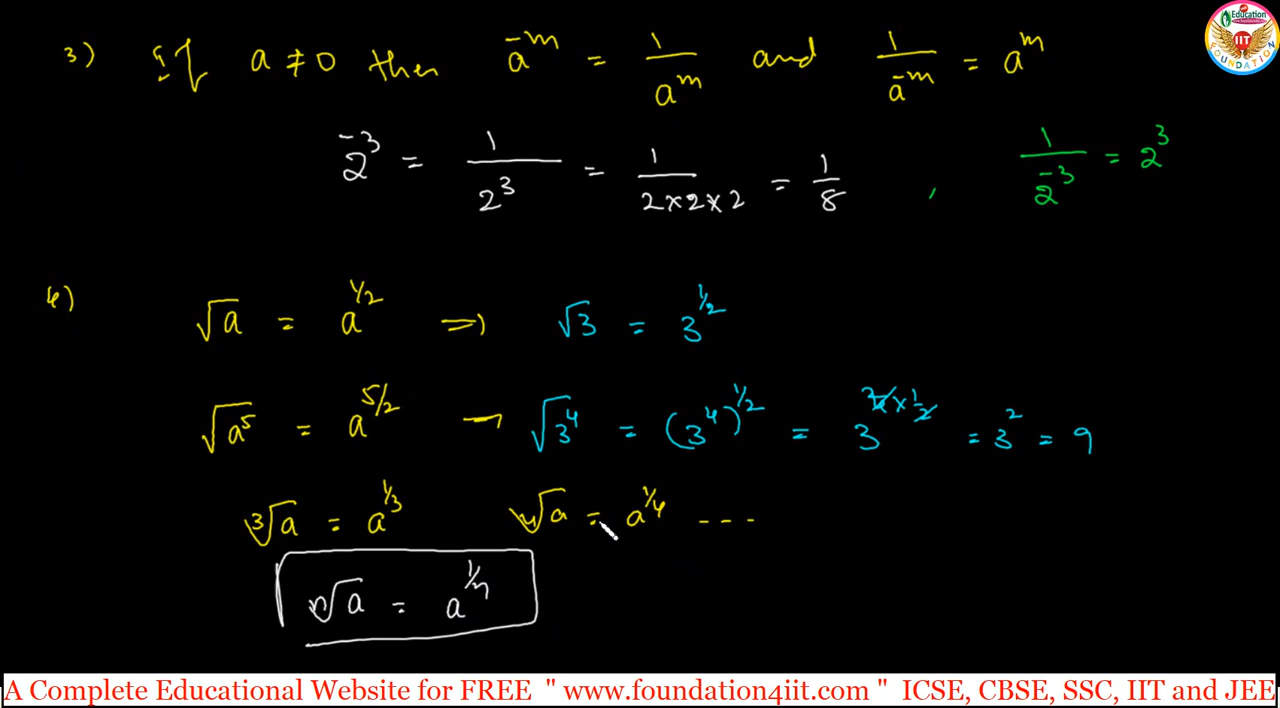 Education
IIT
FOUNDATION
3) If a ≠ 0 then a⁻ᵐ = 1/aᵐ and 1/a⁻ᵐ = aᵐ
2⁻³ = 1/2³ = 1/2×2×2 = 1/8 , 1/2⁻³ = 2³
4) √a = a^1/2 ⇒ √3 = 3^1/2
√a⁵ = a^5/2 — √3⁴ = (3⁴)^1/2 = 3^4×1/2 = 3² = 9
∛a = a^1/3 ∜a = a^1/4 ---
ⁿ√a = a^1/n
A Complete Educational Website for FREE " www.foundation4iit.com " ICSE, CBSE, SSC, IIT and JEE